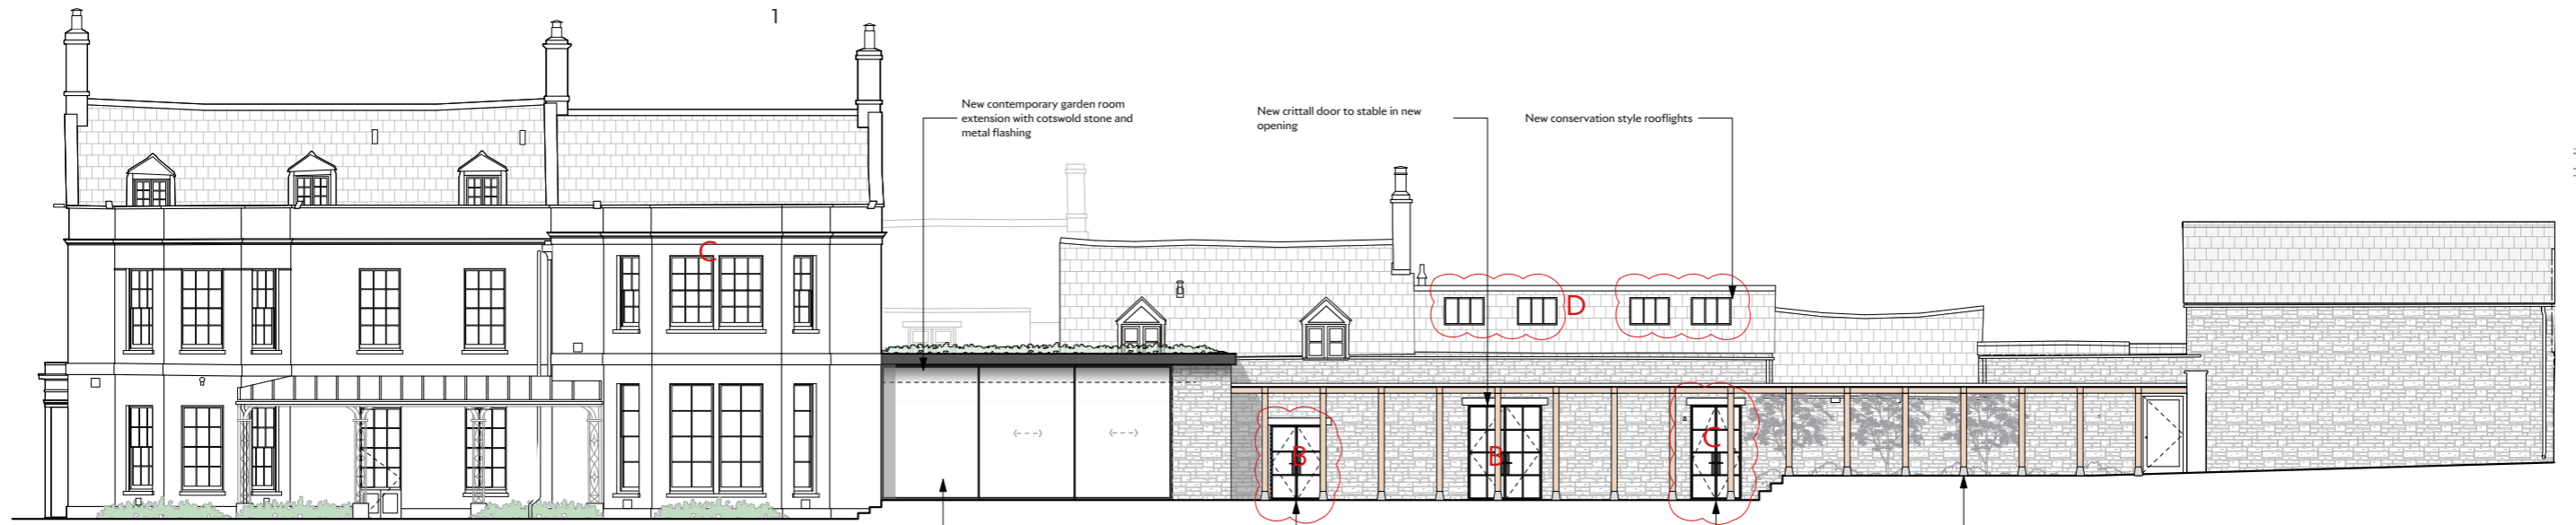 1
New contemporary garden room
extension with cotswold stone and
metal flashing
New crittall door to stable in new
opening
New conservation style rooflights
C
D
B
B
C